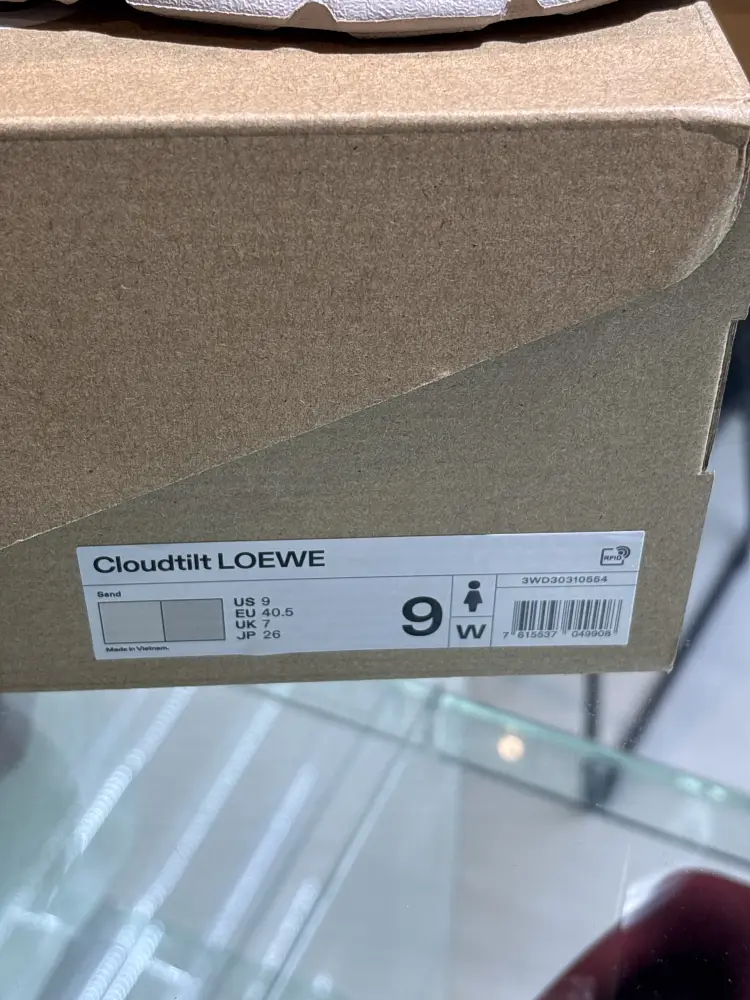 Cloudtilt LOEWE
RFID
Sand
US 9
EU 40.5
UK 7
JP 26
Made in Vietnam.
9
W
3WD30310554
7 615537 049908